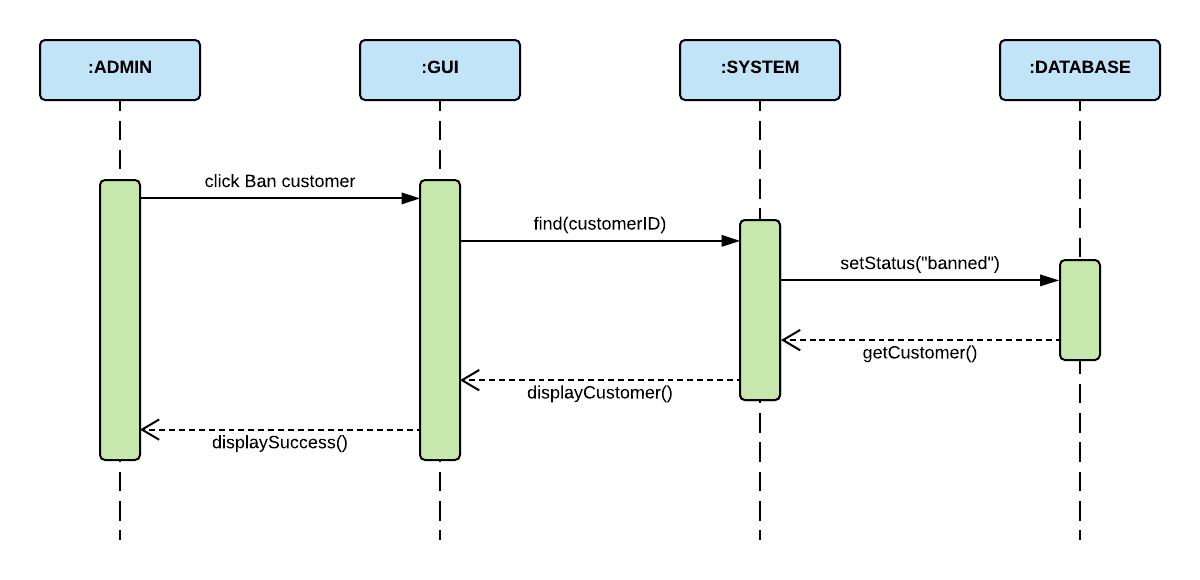 :ADMIN
:GUI
:SYSTEM
:DATABASE
click Ban customer
find(customerID)
setStatus("banned")
getCustomer()
displayCustomer()
displaySuccess()